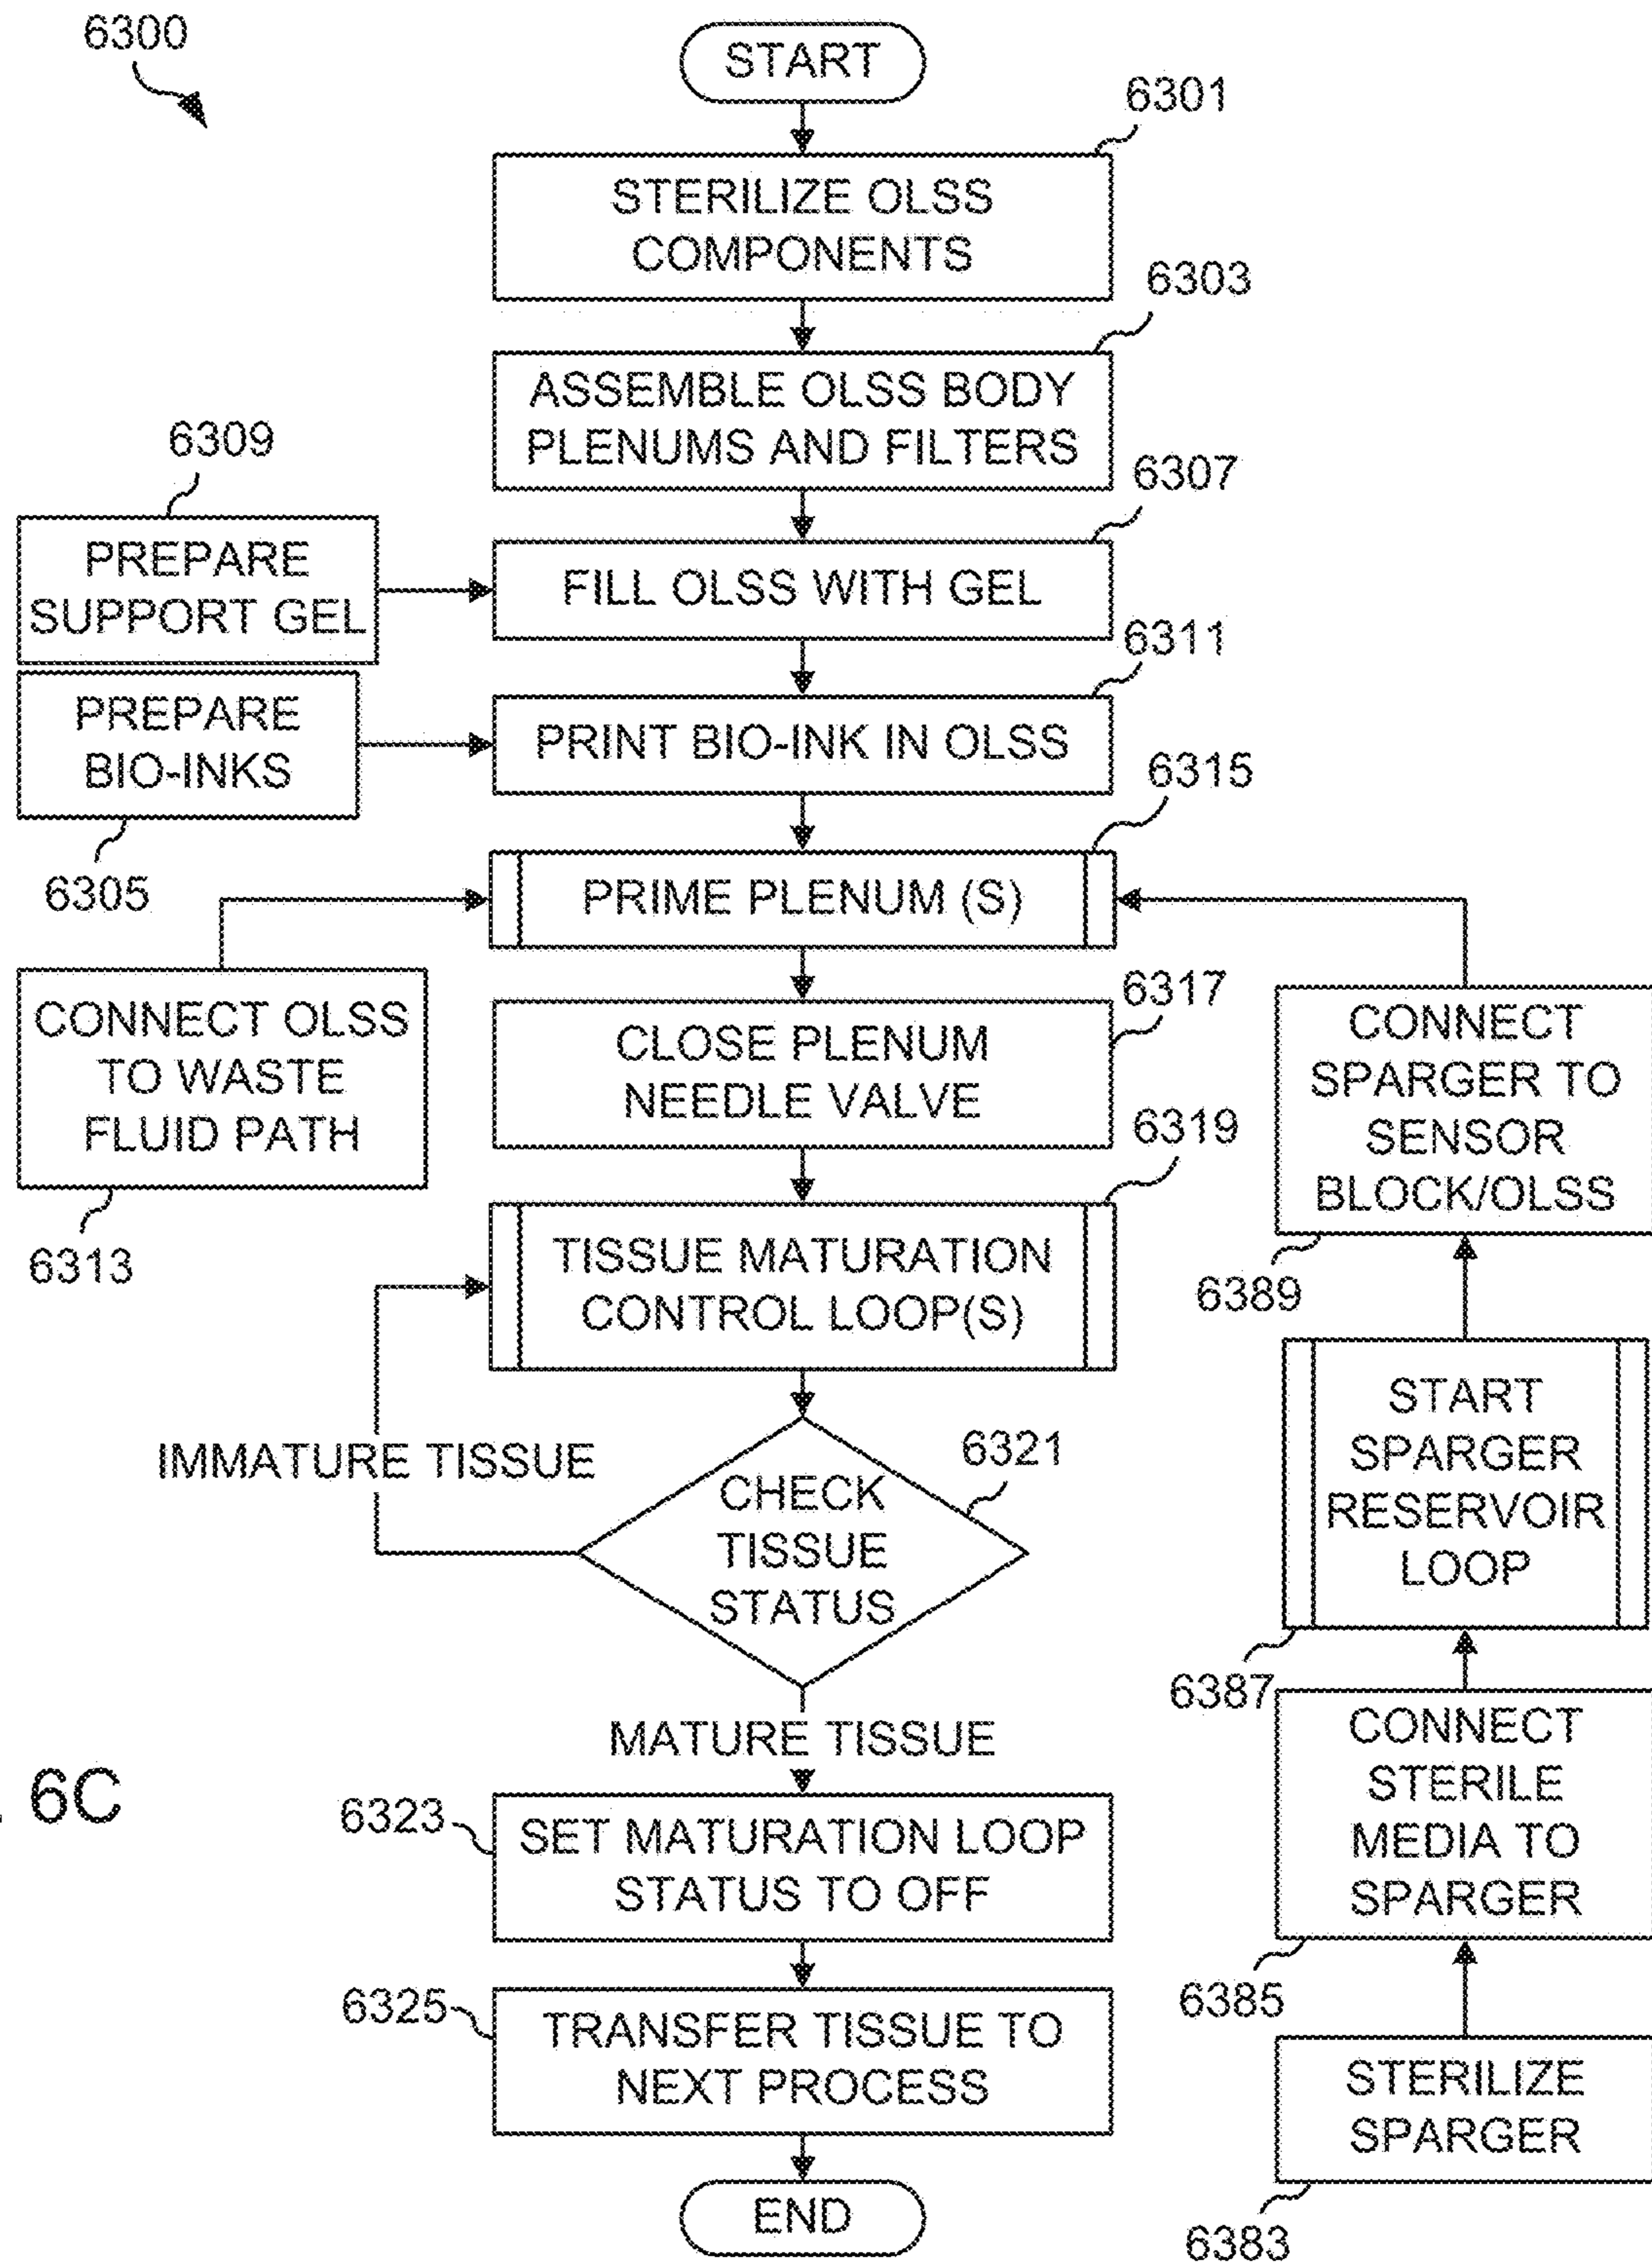 6300
START
6301
STERILIZE OLSS
COMPONENTS
6303
ASSEMBLE OLSS BODY
PLENUMS AND FILTERS
6309
PREPARE
SUPPORT GEL
6307
FILL OLSS WITH GEL
6311
PREPARE
BIO-INKS
6305
PRINT BIO-INK IN OLSS
6315
PRIME PLENUM (S)
CONNECT OLSS
TO WASTE
FLUID PATH
6313
6317
CLOSE PLENUM
NEEDLE VALVE
CONNECT
SPARGER TO
SENSOR
BLOCK/OLSS
6389
6319
TISSUE MATURATION
CONTROL LOOP(S)
START
SPARGER
RESERVOIR
LOOP
6387
IMMATURE TISSUE
6321
CHECK
TISSUE
STATUS
MATURE TISSUE
CONNECT
STERILE
MEDIA TO
SPARGER
6385
6C
6323
SET MATURATION LOOP
STATUS TO OFF
6325
TRANSFER TISSUE TO
NEXT PROCESS
STERILIZE
SPARGER
6383
END